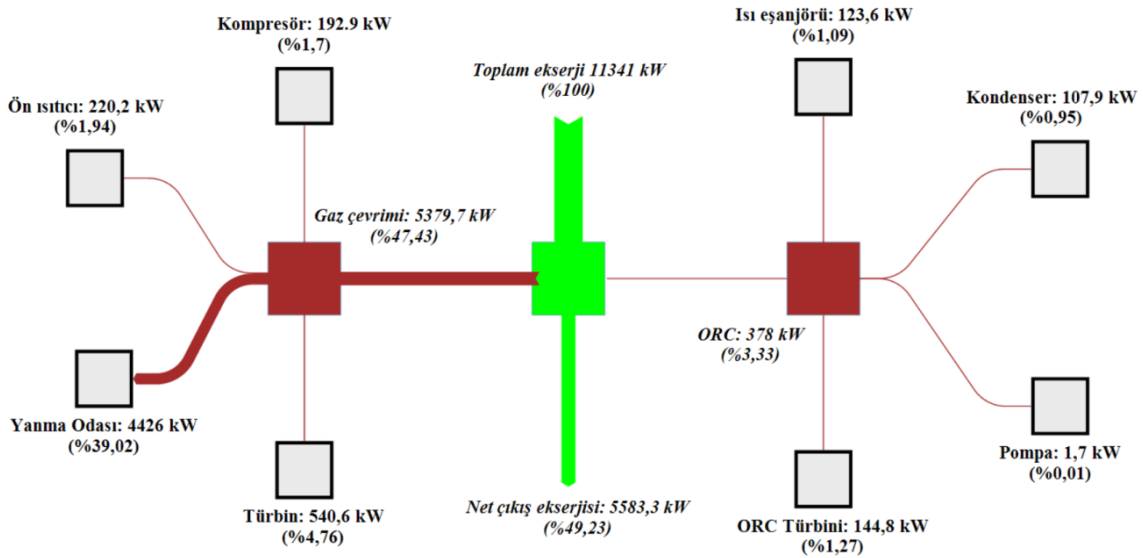 Kompresör: 192.9 kW
(%1,7)
Isı eşanjörü: 123,6 kW
(%1,09)
Toplam ekserji 11341 kW
(%100)
Kondenser: 107,9 kW
(%0,95)
Ön ısıtıcı: 220,2 kW
(%1,94)
Gaz çevrimi: 5379,7 kW
(%47,43)
ORC: 378 kW
(%3,33)
Yanma Odası: 4426 kW
(%39,02)
Pompa: 1,7 kW
(%0,01)
Türbin: 540,6 kW
(%4,76)
Net çıkış ekserjisi: 5583,3 kW
(%49,23)
ORC Türbini: 144,8 kW
(%1,27)